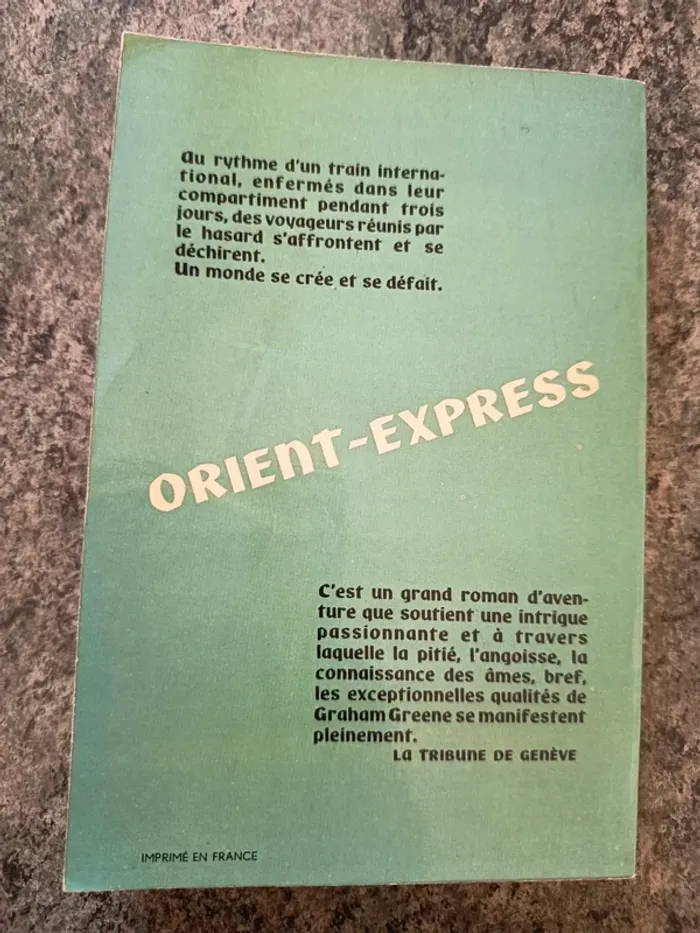 au rythme d'un train interna-
tional, enfermés dans leur
compartiment pendant trois
jours, des voyageurs réunis par
le hasard s'affrontent et se
déchirent.
Un monde se crée et se défait.
ORIENT-EXPRESS
C'est un grand roman d'aven-
ture que soutient une intrigue
passionnante et à travers
laquelle la pitié, l'angoisse, la
connaissance des âmes, bref,
les exceptionnelles qualités de
Graham Greene se manifestent
pleinement.
La TRIBUNE DE GENÈVE
IMPRIMÉ EN FRANCE